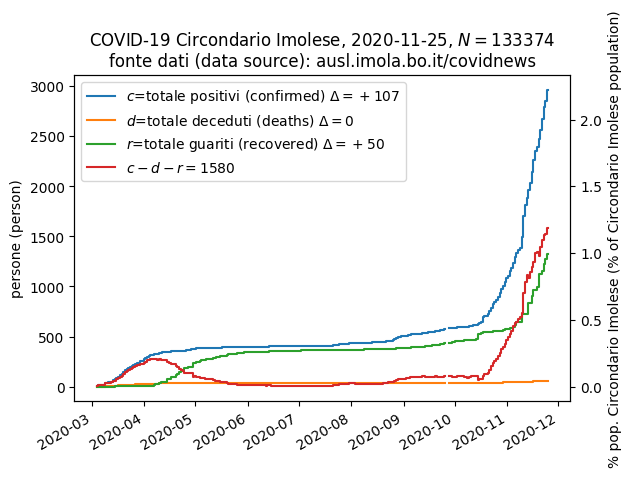 COVID-19 Circondario Imolese, 2020-11-25, N = 133374
fonte dati (data source): ausl.imola.bo.it/covidnews
c=totale positivi (confirmed) Δ = +107
d=totale deceduti (deaths) Δ = 0
r=totale guariti (recovered) Δ = +50
c − d − r = 1580
persone (person)
3000
2500
2000
1500
1000
500
0
2.0
1.5
1.0
0.5
0.0
% pop. Circondario Imolese (% of Circondario Imolese population)
2020-03
2020-04
2020-05
2020-06
2020-07
2020-08
2020-09
2020-10
2020-11
2020-12